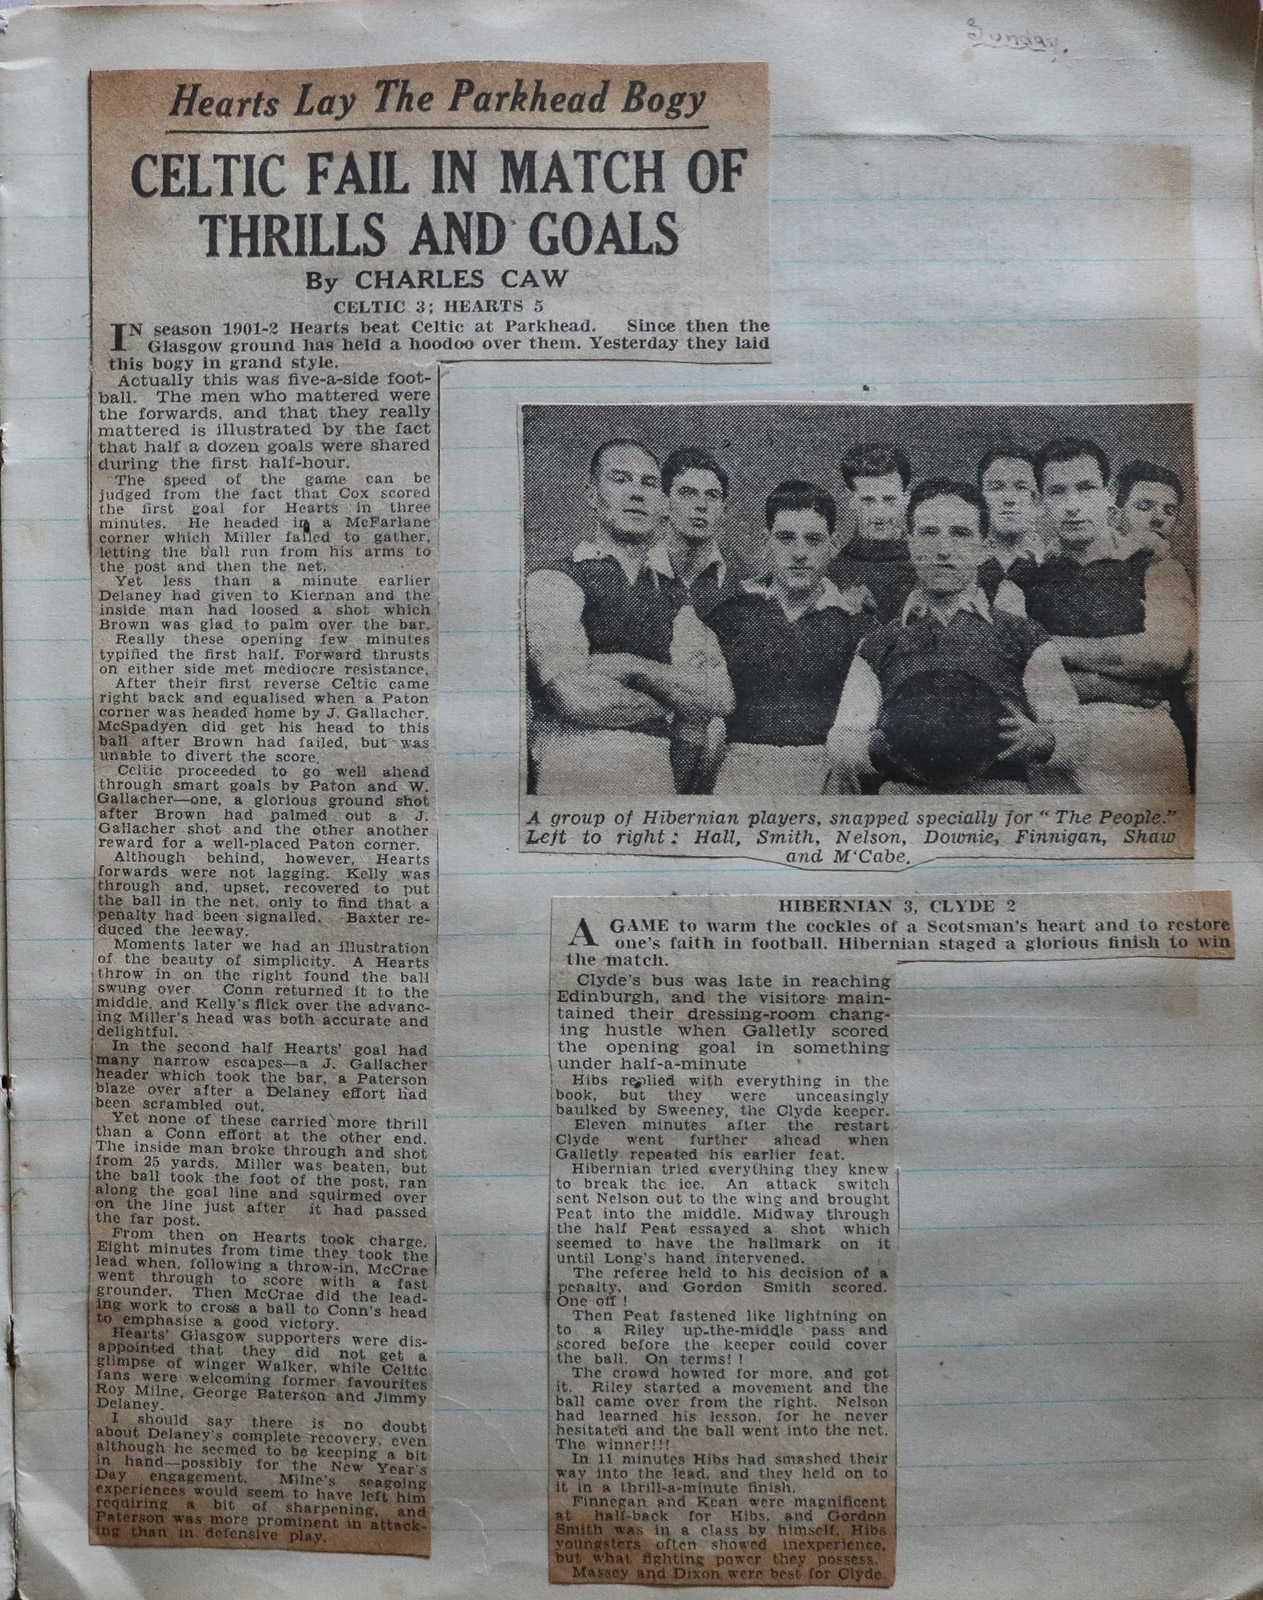 Sunday.
Hearts Lay The Parkhead Bogy
CELTIC FAIL IN MATCH OF
THRILLS AND GOALS
By CHARLES CAW
CELTIC 3; HEARTS 5
IN season 1901-2 Hearts beat Celtic at Parkhead. Since then the
Glasgow ground has held a hoodoo over them. Yesterday they laid
this bogy in grand style.
Actually this was five-a-side foot-
ball. The men who mattered were
the forwards, and that they really
mattered is illustrated by the fact
that half a dozen goals were shared
during the first half-hour.
The speed of the game can be
judged from the fact that Cox scored
the first goal for Hearts in three
minutes. He headed in a McFarlane
corner which Miller failed to gather,
letting the ball run from his arms to
the post and then the net.
Yet less than a minute earlier
Delaney had given to Kiernan and the
inside man had loosed a shot which
Brown was glad to palm over the bar.
Really these opening few minutes
typified the first half. Forward thrusts
on either side met mediocre resistance.
After their first reverse Celtic came
right back and equalised when a Paton
corner was headed home by J. Gallacher.
McSpadyen did get his head to this
ball after Brown had failed, but was
unable to divert the score.
Celtic proceeded to go well ahead
through smart goals by Paton and W.
Gallacher—one, a glorious ground shot
after Brown had palmed out a J.
Gallacher shot and the other another
reward for a well-placed Paton corner.
Although behind, however, Hearts
forwards were not lagging. Kelly was
through and, upset, recovered to put
the ball in the net, only to find that a
penalty had been signalled. Baxter re-
duced the leeway.
Moments later we had an illustration
of the beauty of simplicity. A Hearts
throw in on the right found the ball
swung over. Conn returned it to the
middle, and Kelly's flick over the advanc-
ing Miller's head was both accurate and
delightful.
In the second half Hearts' goal had
many narrow escapes—a J. Gallacher
header which took the bar, a Paterson
blaze over after a Delaney effort had
been scrambled out.
Yet none of these carried more thrill
than a Conn effort at the other end.
The inside man broke through and shot
from 25 yards. Miller was beaten, but
the ball took the foot of the post, ran
along the goal line and squirmed over
on the line just after it had passed
the far post.
From then on Hearts took charge.
Eight minutes from time they took the
lead when, following a throw-in, McCrae
went through to score with a fast
grounder. Then McCrae did the lead-
ing work to cross a ball to Conn's head
to emphasise a good victory.
Hearts' Glasgow supporters were dis-
appointed that they did not get a
glimpse of winger Walker, while Celtic
fans were welcoming former favourites
Roy Milne, George Paterson and Jimmy
Delaney.
I should say there is no doubt
about Delaney's complete recovery, even
although he seemed to be keeping a bit
in hand—possibly for the New Year's
Day engagement. Milne's seagoing
experiences would seem to have left him
requiring a bit of sharpening, and
Paterson was more prominent in attack-
ing than in defensive play.
A group of Hibernian players, snapped specially for "The People."
Left to right: Hall, Smith, Nelson, Downie, Finnigan, Shaw
and M'Cabe.
HIBERNIAN 3, CLYDE 2
A GAME to warm the cockles of a Scotsman's heart and to restore
one's faith in football. Hibernian staged a glorious finish to win
the match.
Clyde's bus was late in reaching
Edinburgh, and the visitors main-
tained their dressing-room chang-
ing hustle when Galletly scored
the opening goal in something
under half-a-minute
Hibs replied with everything in the
book, but they were unceasingly
baulked by Sweeney, the Clyde keeper.
Eleven minutes after the restart
Clyde went further ahead when
Galletly repeated his earlier feat.
Hibernian tried everything they knew
to break the ice. An attack switch
sent Nelson out to the wing and brought
Peat into the middle. Midway through
the half Peat essayed a shot which
seemed to have the hallmark on it
until Long's hand intervened.
The referee held to his decision of a
penalty, and Gordon Smith scored.
One off!
Then Peat fastened like lightning on
to a Riley up-the-middle pass and
scored before the keeper could cover
the ball. On terms!!
The crowd howled for more, and got
it. Riley started a movement and the
ball came over from the right. Nelson
had learned his lesson, for he never
hesitated and the ball went into the net.
The winner!!!
In 11 minutes Hibs had smashed their
way into the lead, and they held on to
it in a thrill-a-minute finish.
Finnegan and Kean were magnificent
at half-back for Hibs, and Gordon
Smith was in a class by himself. Hibs
youngsters often showed inexperience,
but what fighting power they possess.
Massey and Dixon were best for Clyde.